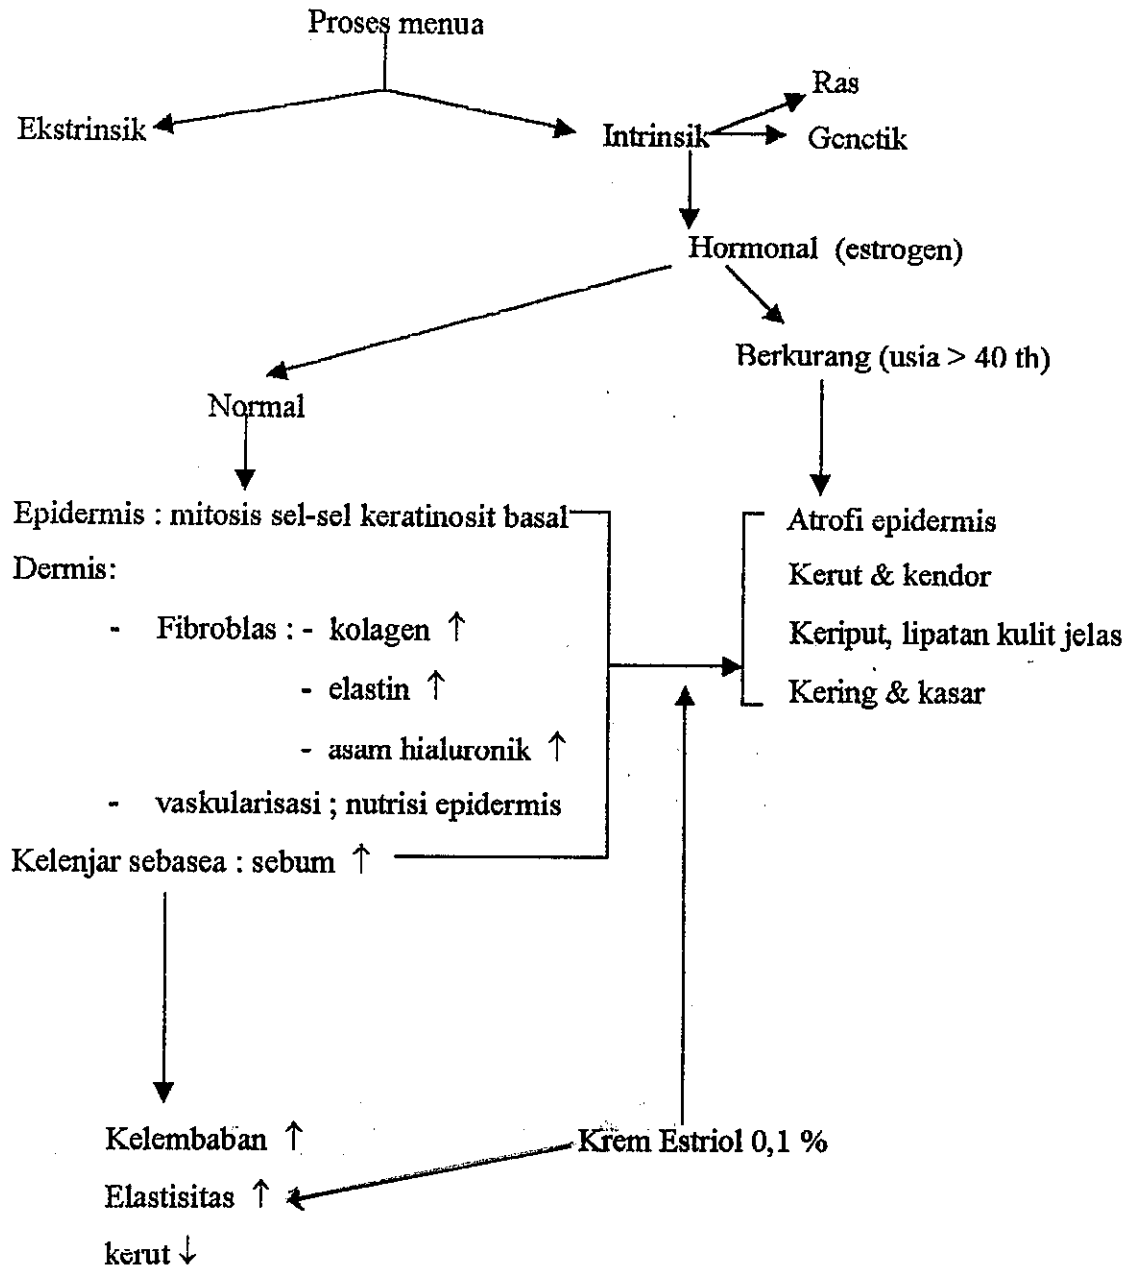 Proses menua
Ras
Ekstrinsik
Intrinsik
Genetik
Hormonal (estrogen)
Berkurang (usia > 40 th)
Normal
Epidermis : mitosis sel-sel keratinosit basal
Atrofi epidermis
Dermis:
Kerut & kendor
- Fibroblas : - kolagen ↑
Keriput, lipatan kulit jelas
- elastin ↑
Kering & kasar
- asam hialuronik ↑
- vaskularisasi ; nutrisi epidermis
Kelenjar sebasea : sebum ↑
Kelembaban ↑
Krem Estriol 0,1 %
Elastisitas ↑
kerut ↓